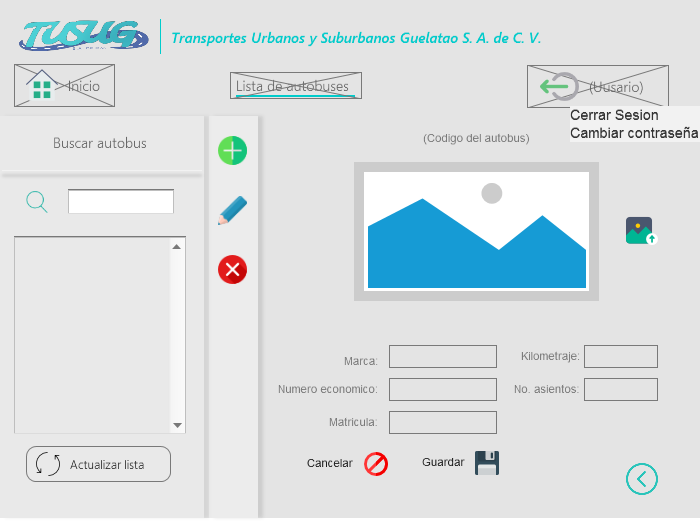 TUSUG
Transportes Urbanos y Suburbanos Guelatao S. A. de C. V.
Inicio
Lista de autobuses
(Uusario)
Cerrar Sesion
Cambiar contraseña
Buscar autobus
(Codigo del autobus)
Marca:
Kilometraje:
Numero economico:
No. asientos:
Matricula:
Actualizar lista
Cancelar
Guardar